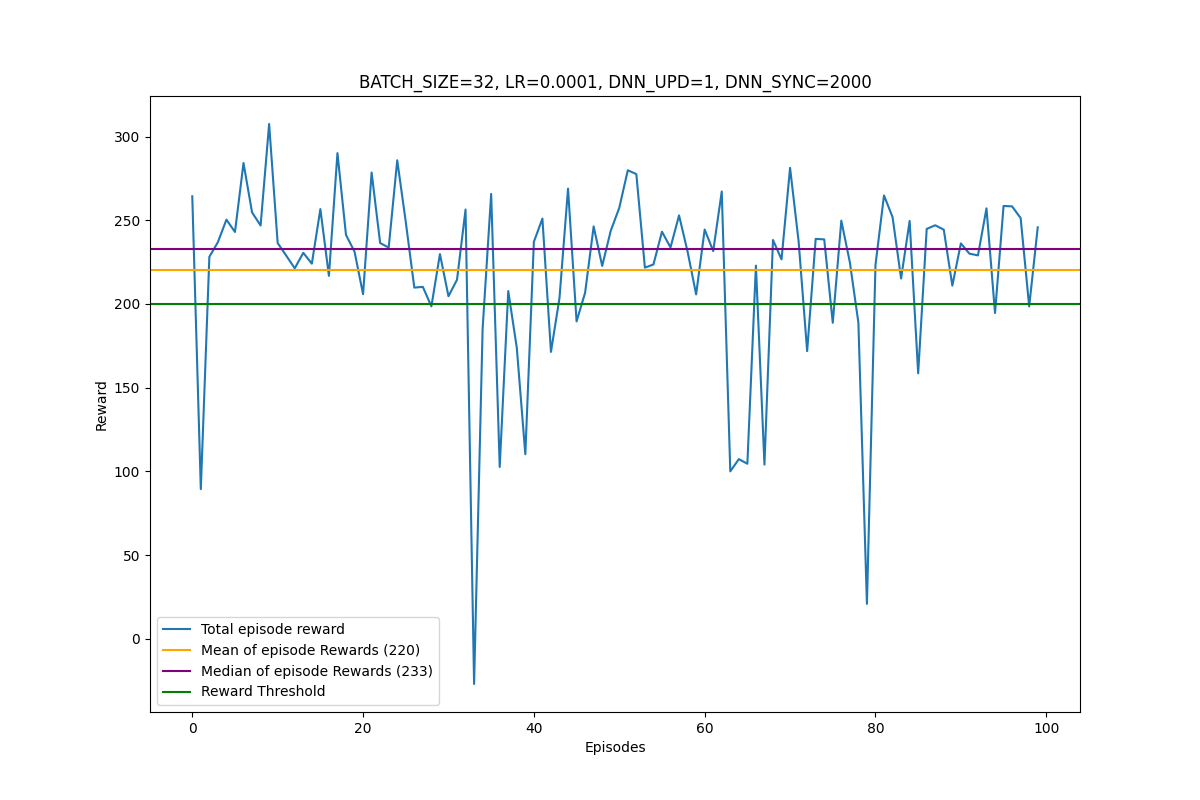 BATCH_SIZE=32, LR=0.0001, DNN_UPD=1, DNN_SYNC=2000
300
250
200
150
100
50
0
Reward
Total episode reward
Mean of episode Rewards (220)
Median of episode Rewards (233)
Reward Threshold
0 20 40 60 80 100
Episodes